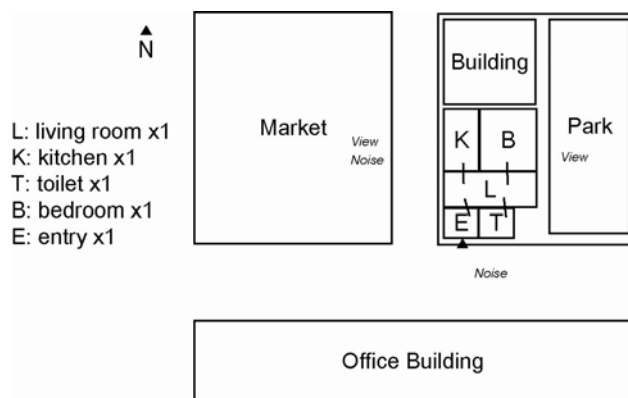 N
L: living room x1
K: kitchen x1
T: toilet x1
B: bedroom x1
E: entry x1
Market
View
Noise
Building
K
B
L
E
T
Park
View
Noise
Office Building